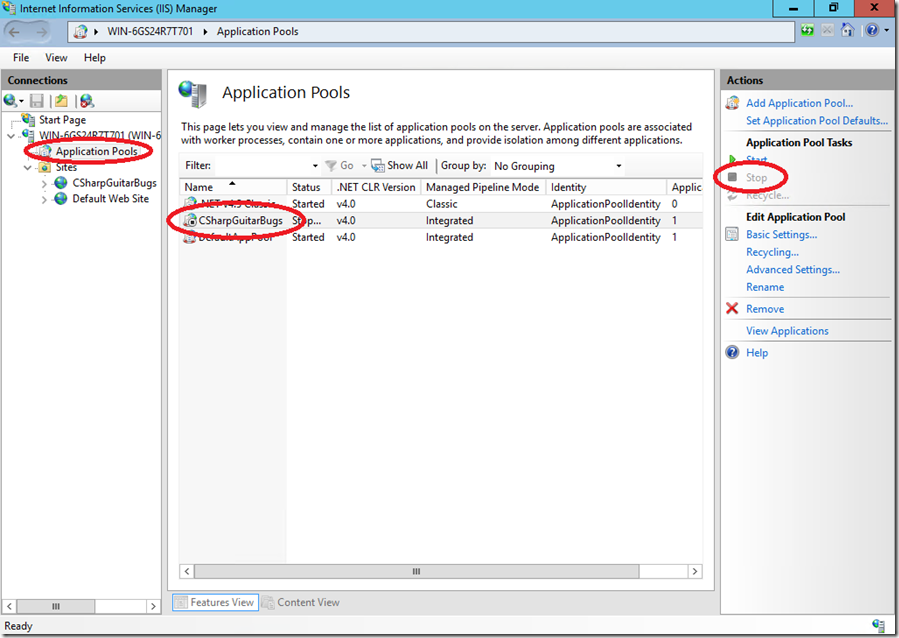 Internet Information Services (IIS) Manager
WIN-6GS24R7T701 Application Pools
File View Help
Connections
Start Page
WIN-6GS24R7T701 (WIN-6
Application Pools
Sites
CSharpGuitarBugs
Default Web Site
Application Pools
This page lets you view and manage the list of application pools on the server. Application pools are associated
with worker processes, contain one or more applications, and provide isolation among different applications.
Filter: Go Show All Group by: No Grouping
Name Status .NET CLR Version Managed Pipeline Mode Identity Applic
.NET v4.5 Classic Started v4.0 Classic ApplicationPoolIdentity 0
CSharpGuitarBugs Stop... v4.0 Integrated ApplicationPoolIdentity 1
DefaultAppPool Started v4.0 Integrated ApplicationPoolIdentity 1
Features View Content View
Actions
Add Application Pool...
Set Application Pool Defaults...
Application Pool Tasks
Start
Stop
Recycle...
Edit Application Pool
Basic Settings...
Recycling...
Advanced Settings...
Rename
Remove
View Applications
Help
Ready